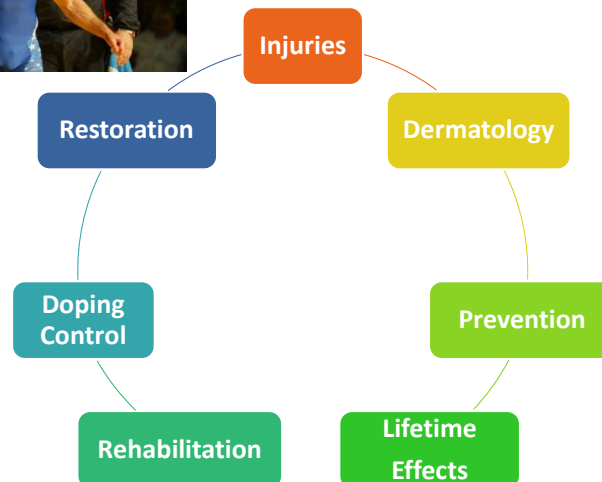 Injuries
Restoration
Dermatology
Doping
Control
Prevention
Rehabilitation
Lifetime
Effects